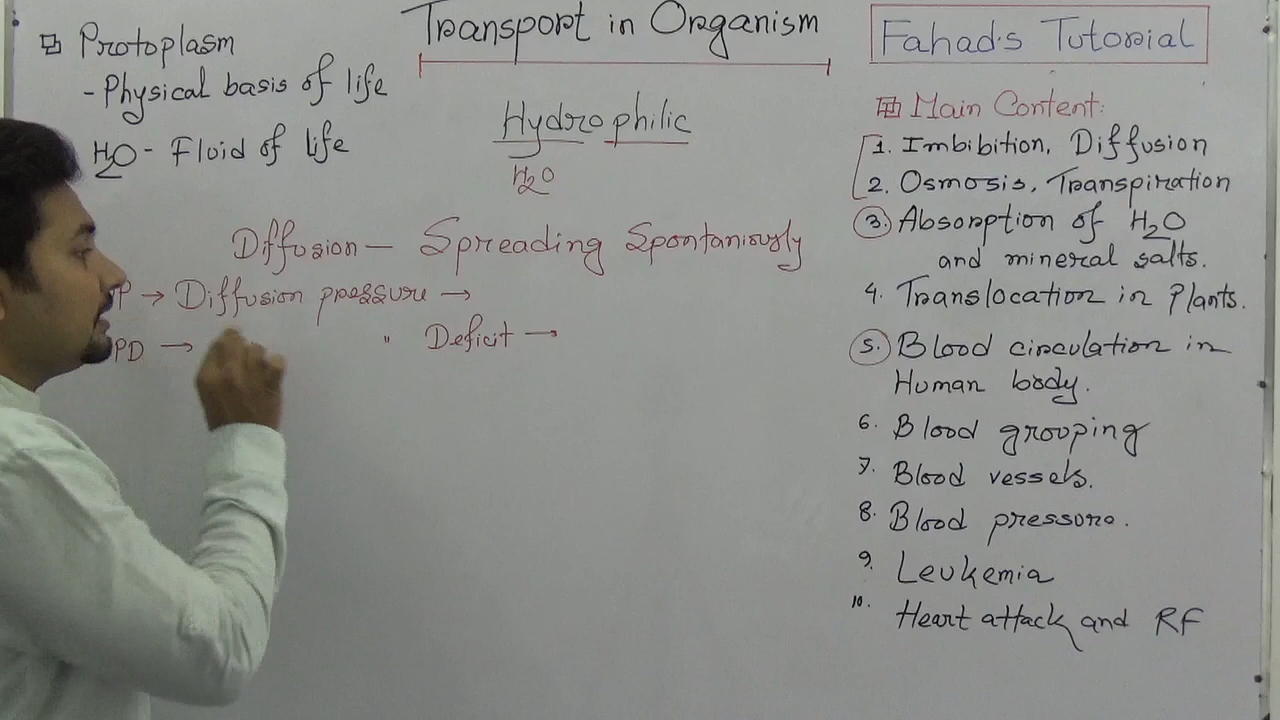 Transport in Organism
Protoplasm
- Physical basis of life
H2O - Fluid of life
Hydrophilic
H2O
Diffusion — Spreading Spontaniously
P → Diffusion pressure →
PD → " Deficit →
Fahad's Tutorial
Main Content:
1. Imbibition, Diffusion
2. Osmosis, Transpiration
3. Absorption of H2O
and mineral salts.
4. Translocation in Plants.
5. Blood circulation in
Human body.
6. Blood grouping
7. Blood vessels.
8. Blood pressure.
9. Leukemia
10. Heart attack and RF